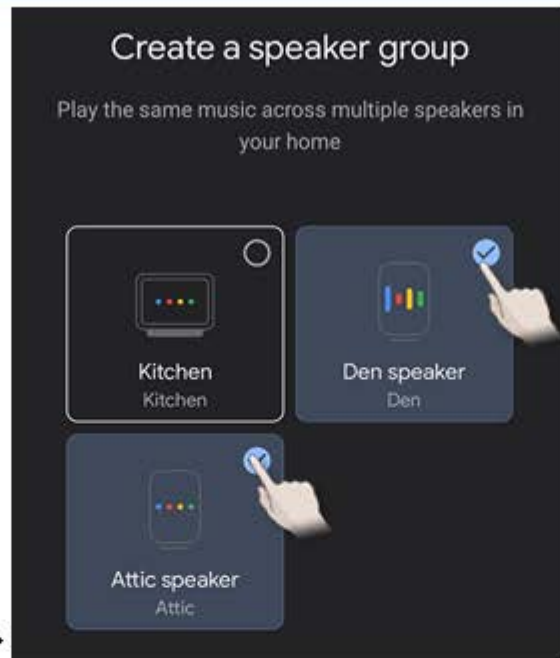 Create a speaker group
Play the same music across multiple speakers in
your home
Kitchen
Kitchen
Den speaker
Den
Attic speaker
Attic